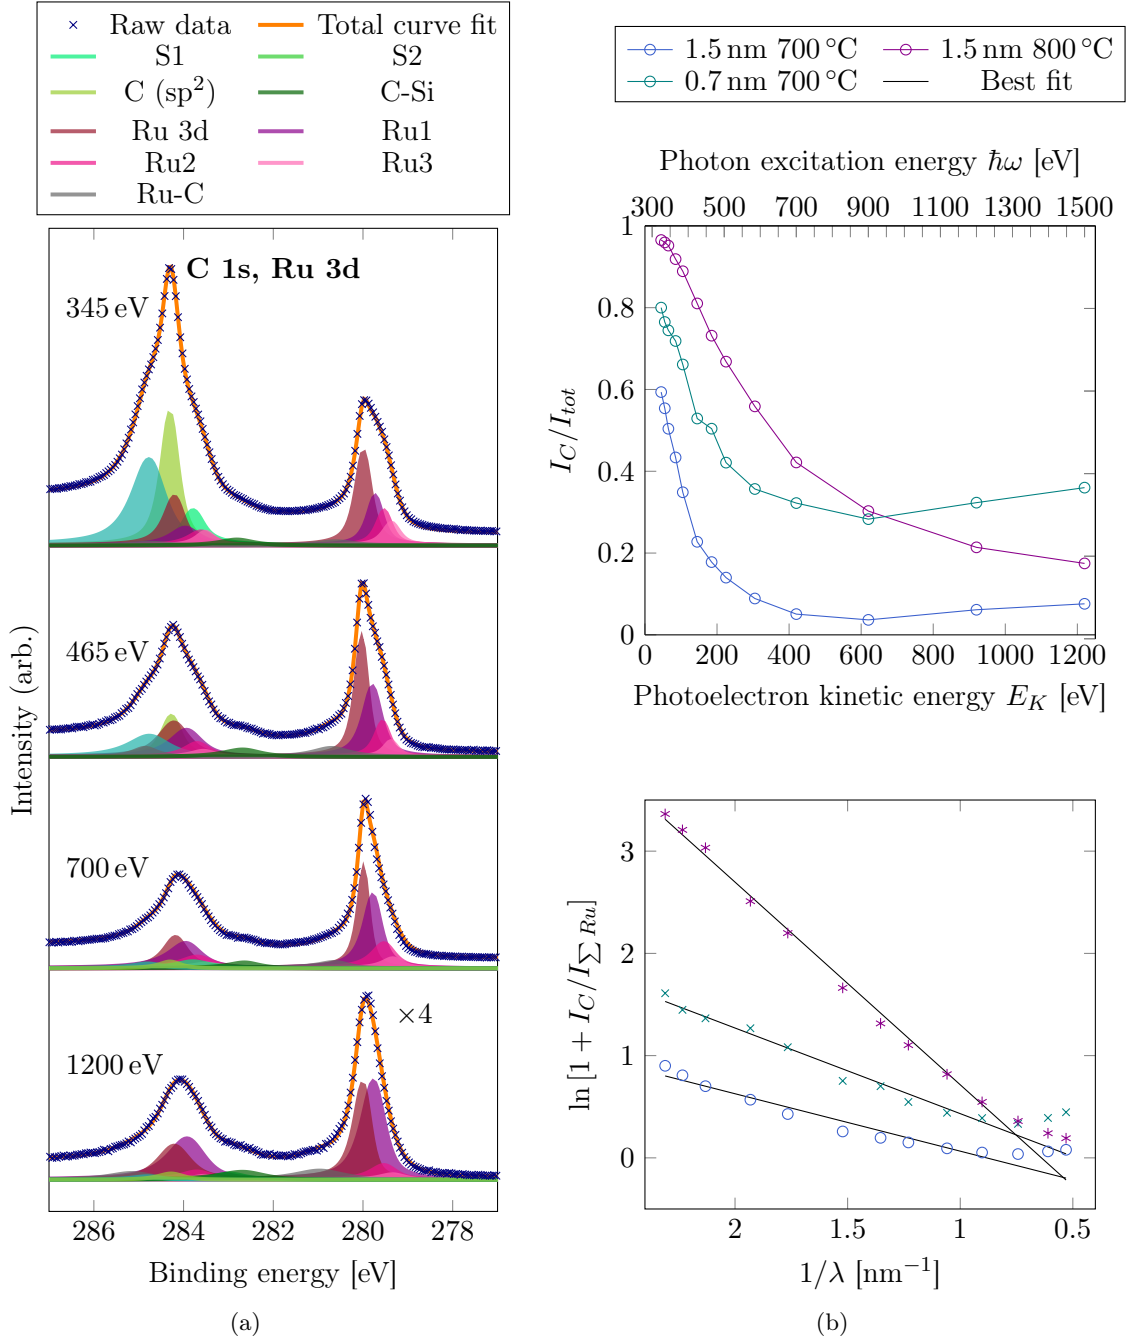 Raw data Total curve fit
S1 S2
C (sp²) C-Si
Ru 3d Ru1
Ru2 Ru3
Ru-C
C 1s, Ru 3d
345 eV
465 eV
700 eV
1200 eV
×4
Intensity (arb.)
286 284 282 280 278
Binding energy [eV]
(a)
1.5 nm 700 °C 1.5 nm 800 °C
0.7 nm 700 °C Best fit
Photon excitation energy ℏω [eV]
300 500 700 900 1100 1300 1500
1
0.8
0.6
0.4
0.2
0
I_C/I_tot
0 200 400 600 800 1000 1200
Photoelectron kinetic energy E_K [eV]
3
2
1
0
ln [1 + I_C/I_∑ Ru]
2 1.5 1 0.5
1/λ [nm⁻¹]
(b)